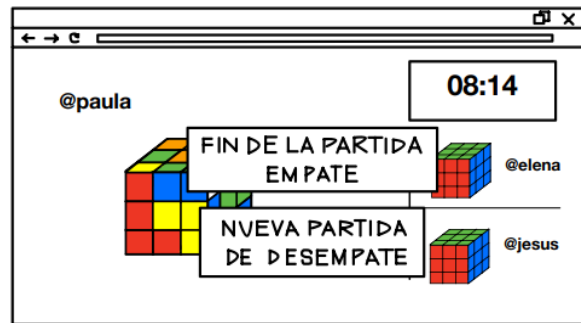 @paula
08:14
FIN DE LA PARTIDA
EMPATE
@elena
NUEVA PARTIDA
DE DESEMPATE
@jesus